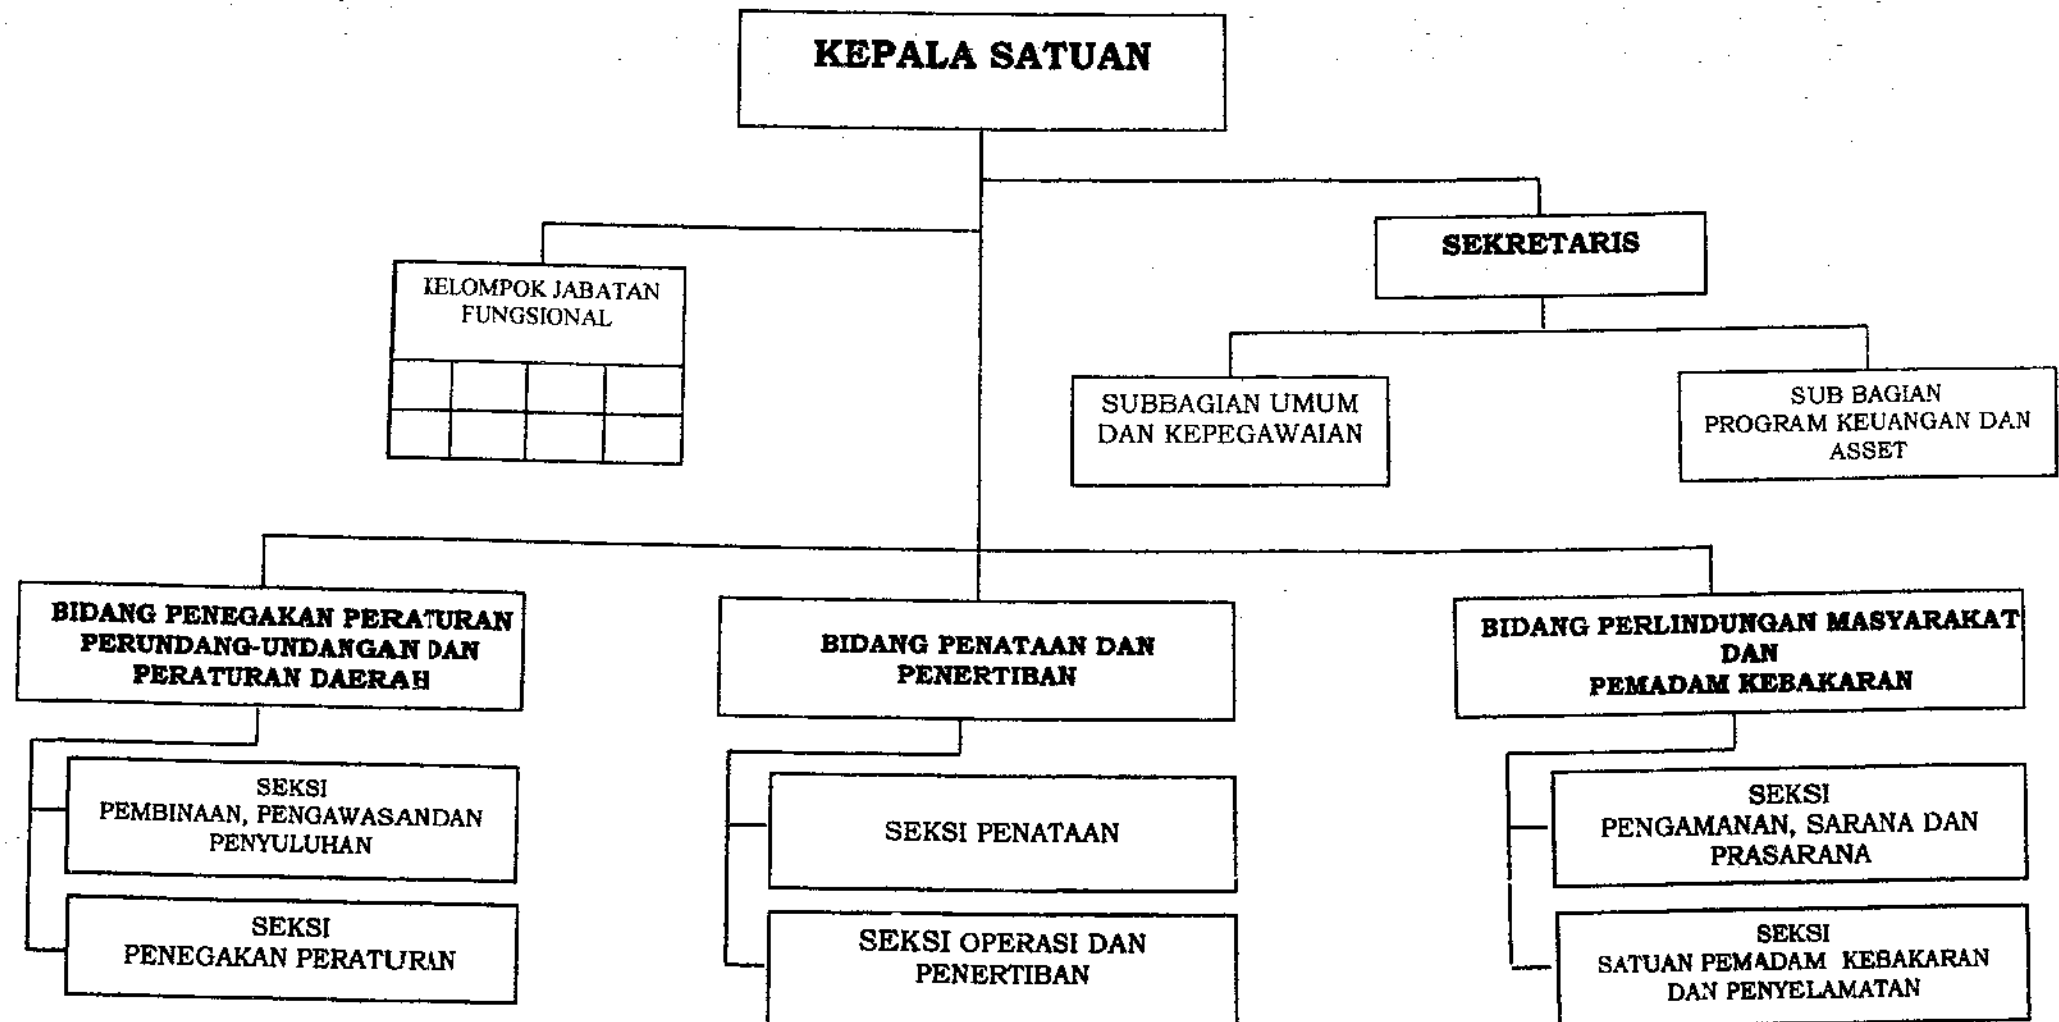 KEPALA SATUAN
SEKRETARIS
KELOMPOK JABATAN
FUNGSIONAL
SUBBAGIAN UMUM
DAN KEPEGAWAIAN
SUB BAGIAN
PROGRAM KEUANGAN DAN
ASSET
BIDANG PENEGAKAN PERATURAN
PERUNDANG-UNDANGAN DAN
PERATURAN DAERAH
BIDANG PENATAAN DAN
PENERTIBAN
BIDANG PERLINDUNGAN MASYARAKAT
DAN
PEMADAM KEBAKARAN
SEKSI
PEMBINAAN, PENGAWASANDAN
PENYULUHAN
SEKSI PENATAAN
SEKSI
PENGAMANAN, SARANA DAN
PRASARANA
SEKSI
PENEGAKAN PERATURAN
SEKSI OPERASI DAN
PENERTIBAN
SEKSI
SATUAN PEMADAM KEBAKARAN
DAN PENYELAMATAN